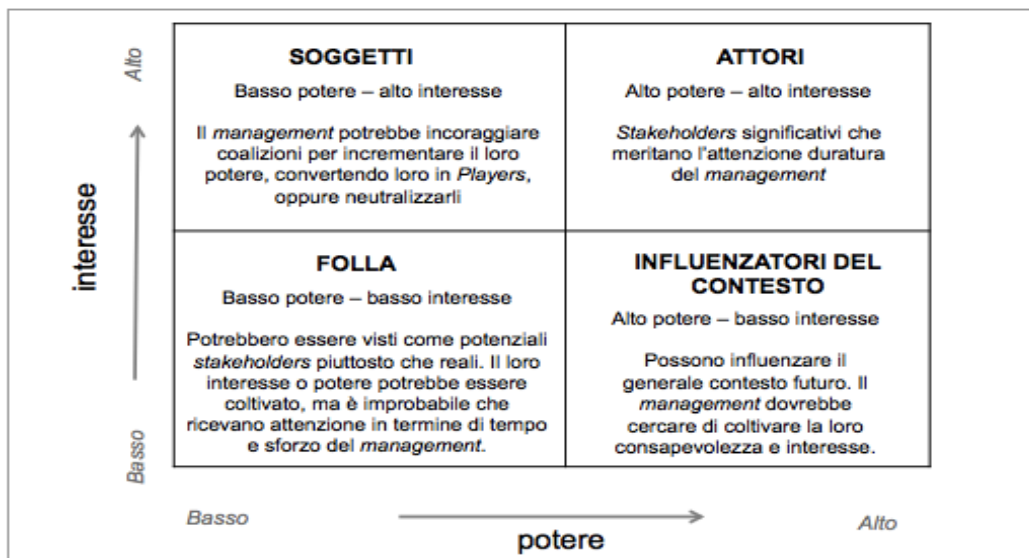 Alto
interesse
Basso
SOGGETTI
Basso potere – alto interesse
Il management potrebbe incoraggiare
coalizioni per incrementare il loro
potere, convertendo loro in Players,
oppure neutralizzarli
ATTORI
Alto potere – alto interesse
Stakeholders significativi che
meritano l'attenzione duratura
del management
FOLLA
Basso potere – basso interesse
Potrebbero essere visti come potenziali
stakeholders piuttosto che reali. Il loro
interesse o potere potrebbe essere
coltivato, ma è improbabile che
ricevano attenzione in termine di tempo
e sforzo del management.
INFLUENZATORI DEL
CONTESTO
Alto potere – basso interesse
Possono influenzare il
generale contesto futuro. Il
management dovrebbe
cercare di coltivare la loro
consapevolezza e interesse.
Basso
potere
Alto